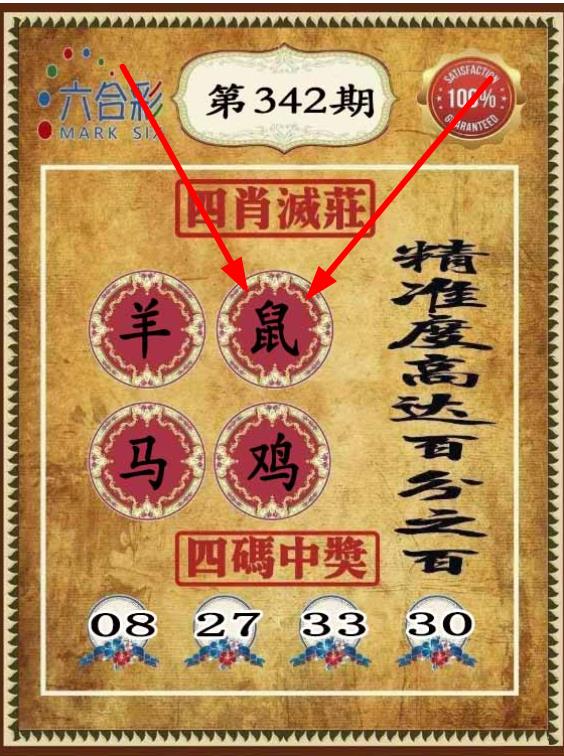 六合彩
MARK SIX
第342期
SATISFACTION
100%
GUARANTEED
四肖滅莊
羊 鼠
马 鸡
精准度高达百分之百
四碼中獎
08 27 33 30